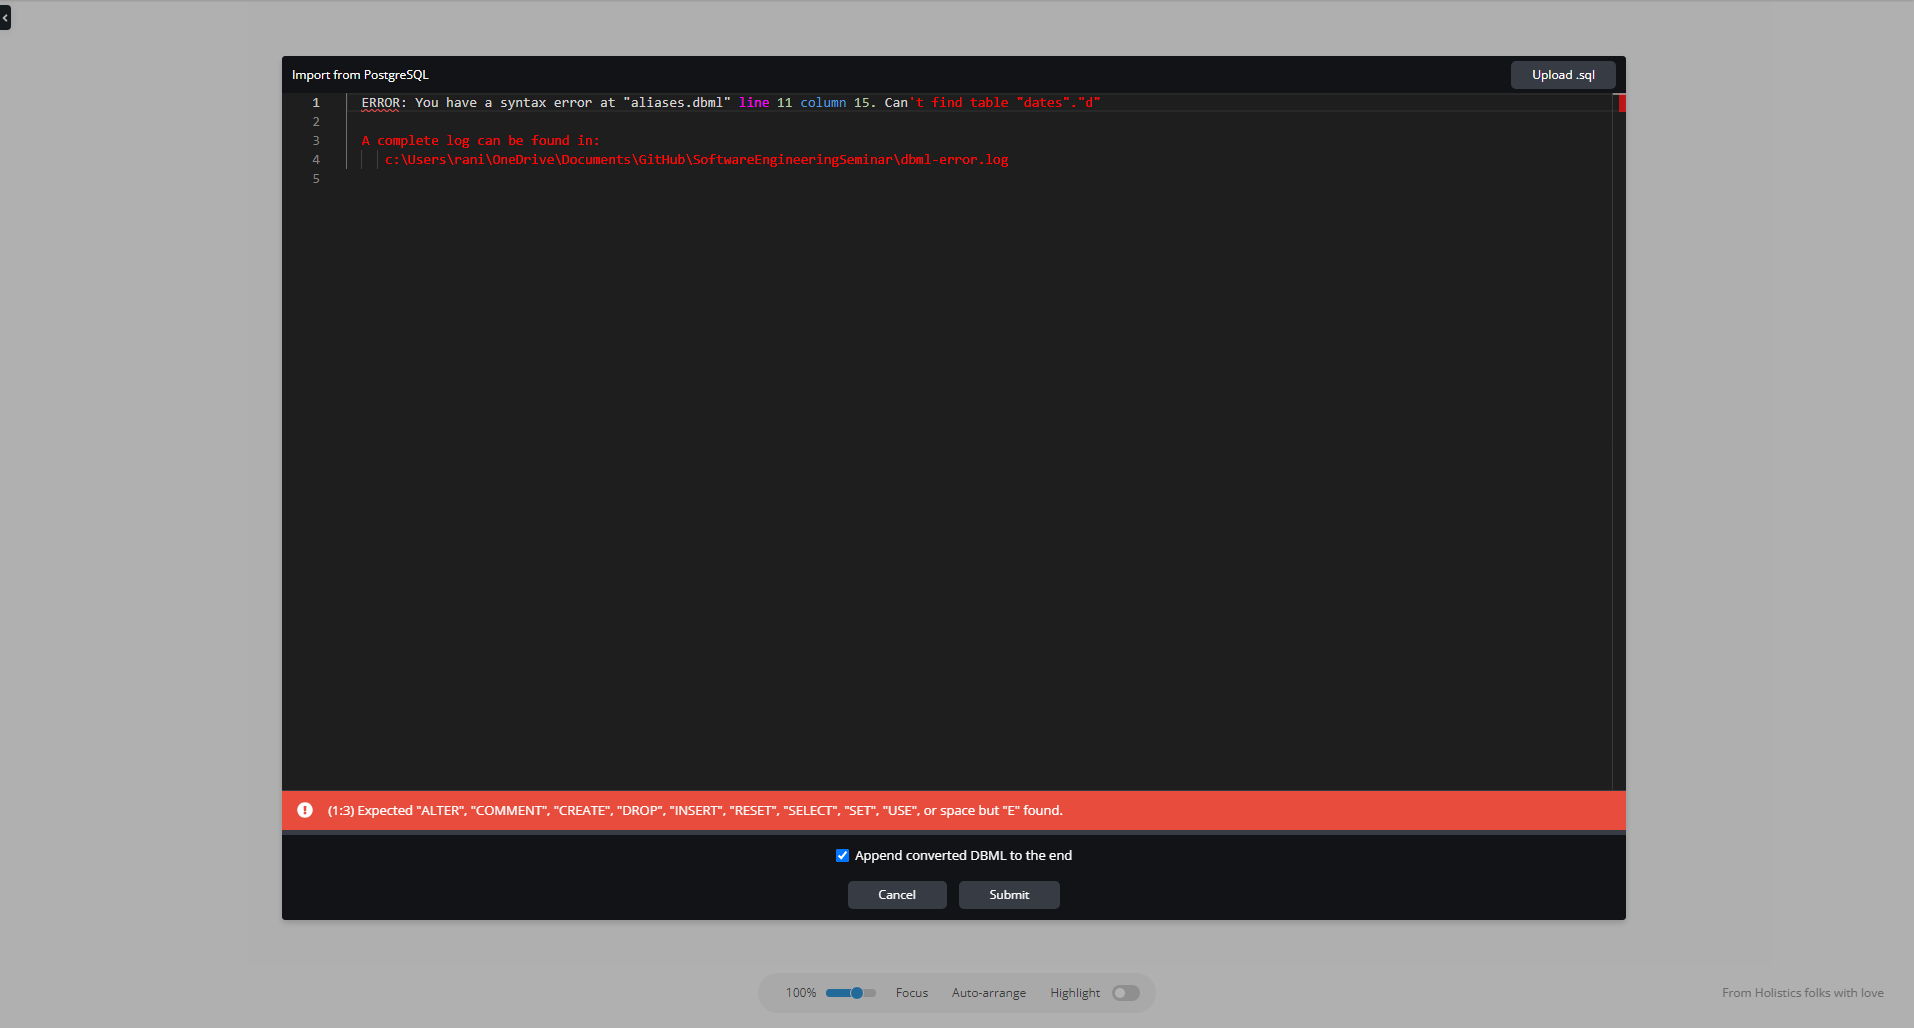 Import from PostgreSQL
Upload .sql
1 ERROR: You have a syntax error at "aliases.dbml" line 11 column 15. Can't find table "dates"."d"
2
3 A complete log can be found in:
4 c:\Users\rani\OneDrive\Documents\GitHub\SoftwareEngineeringSeminar\dbml-error.log
5
(1:3) Expected "ALTER", "COMMENT", "CREATE", "DROP", "INSERT", "RESET", "SELECT", "SET", "USE", or space but "E" found.
Append converted DBML to the end
Cancel Submit
100% Focus Auto-arrange Highlight
From Holistics folks with love